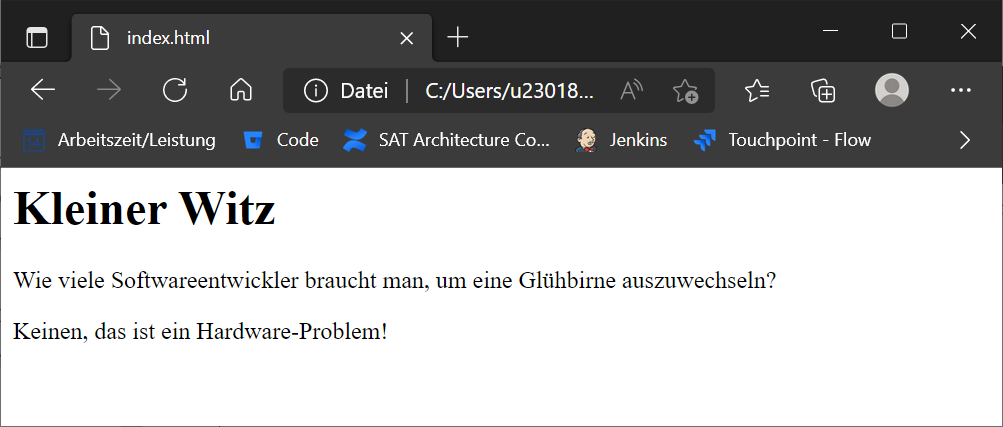 index.html
Datei C:/Users/u23018...
Arbeitszeit/Leistung Code SAT Architecture Co... Jenkins Touchpoint - Flow
Kleiner Witz
Wie viele Softwareentwickler braucht man, um eine Glühbirne auszuwechseln?
Keinen, das ist ein Hardware-Problem!